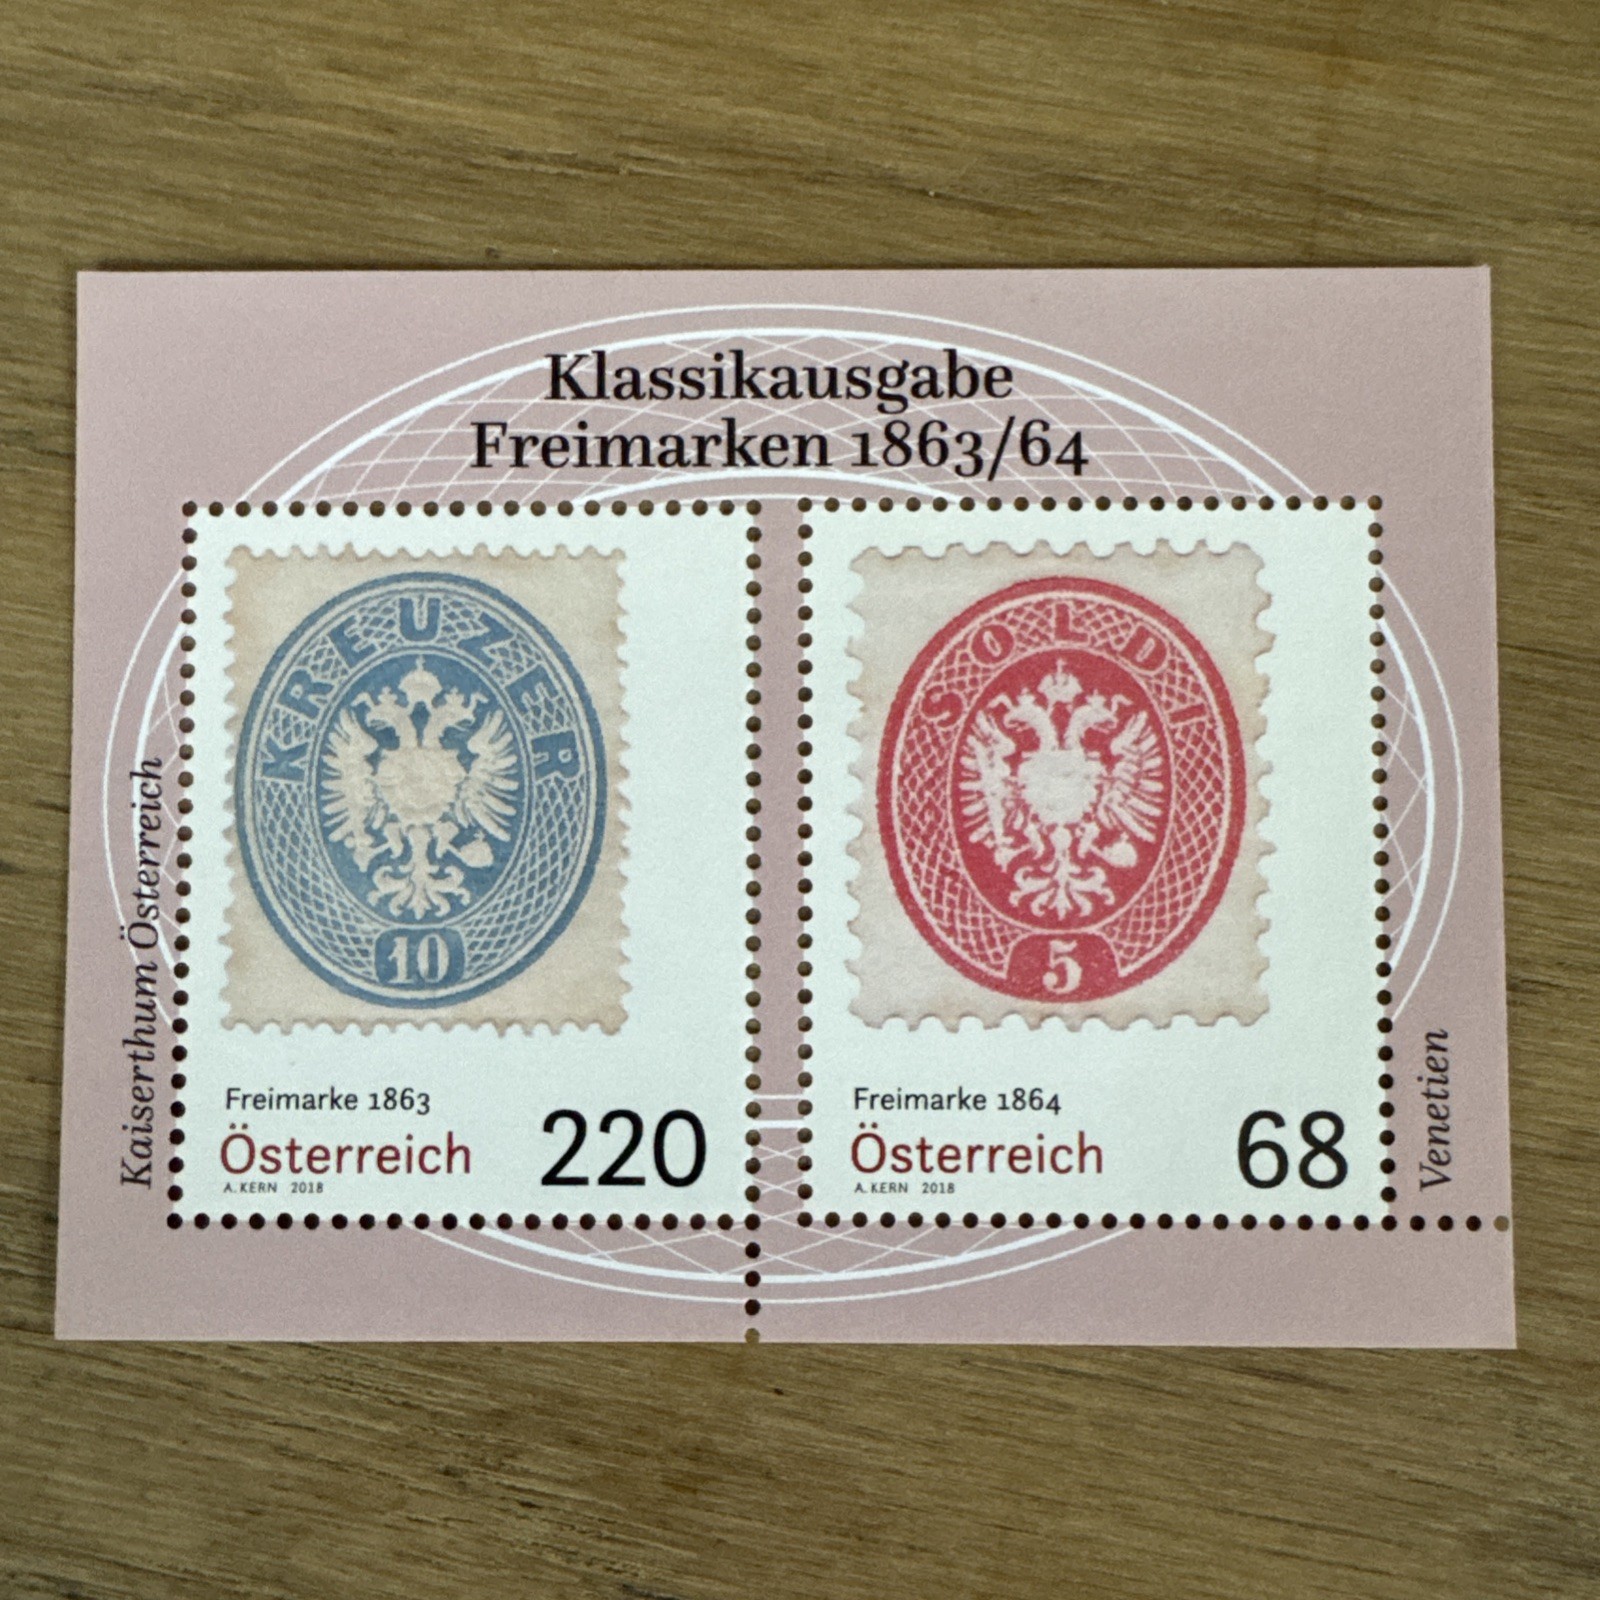 Klassikausgabe
Freimarken 1863/64
Kaiserthum Österreich
KREUZER
10
Freimarke 1863
Österreich 220
A. KERN 2018
SOLDI
5
Freimarke 1864
Österreich 68
A. KERN 2018
Venetien